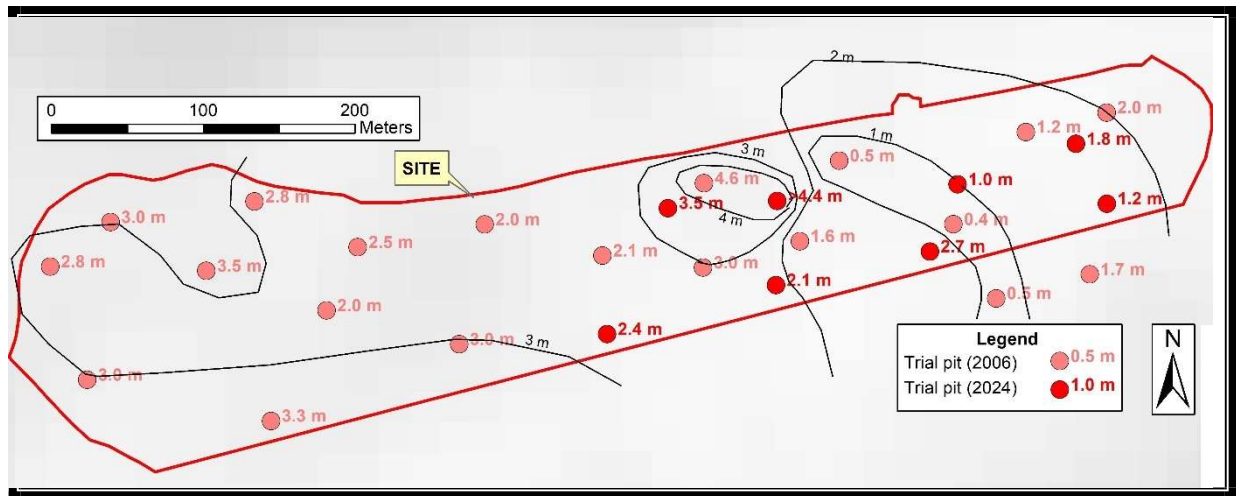 2 m
0 100 200
Meters
2.0 m
1.2 m
1.8 m
1 m
3 m
0.5 m
SITE
4.6 m
1.0 m
2.8 m
>4.4 m
3.5 m
1.2 m
4 m
3.0 m
2.0 m
0.4 m
2.5 m
1.6 m
2.7 m
2.1 m
2.8 m
3.5 m
3.0 m
1.7 m
2.1 m
0.5 m
2.0 m
2.4 m
3.0 m
3 m
3.0 m
3.3 m
Legend
Trial pit (2006) 0.5 m
Trial pit (2024) 1.0 m
N